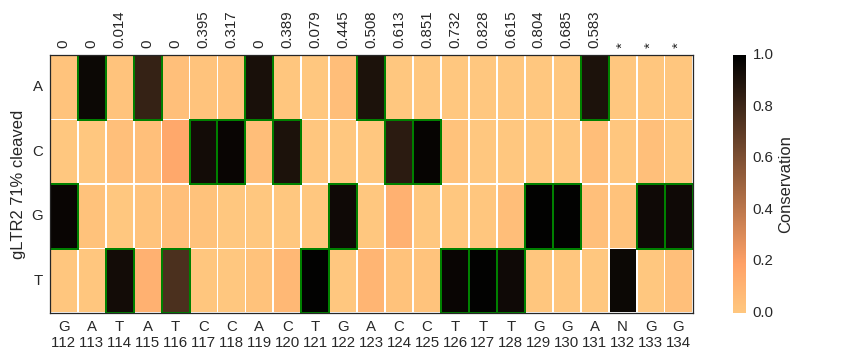 0 0 0.014 0 0 0.395 0.317 0 0.389 0.079 0.445 0.508 0.613 0.851 0.732 0.828 0.615 0.804 0.685 0.583 * * *
gLTR2 71% cleaved
A
C
G
T
G A T A T C C A C T G A C C T T T G G A N G G
112 113 114 115 116 117 118 119 120 121 122 123 124 125 126 127 128 129 130 131 132 133 134
1.0
0.8
0.6
0.4
0.2
0.0
Conservation